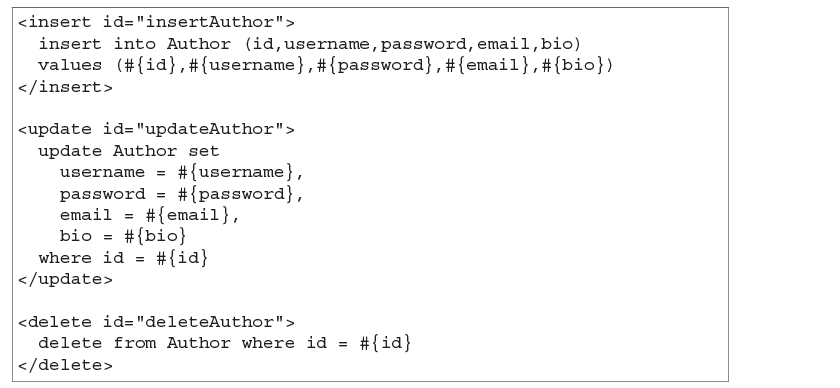 <insert id="insertAuthor">
  insert into Author (id,username,password,email,bio)
  values (#{id},#{username},#{password},#{email},#{bio})
</insert>

<update id="updateAuthor">
  update Author set
    username = #{username},
    password = #{password},
    email = #{email},
    bio = #{bio}
  where id = #{id}
</update>

<delete id="deleteAuthor">
  delete from Author where id = #{id}
</delete>